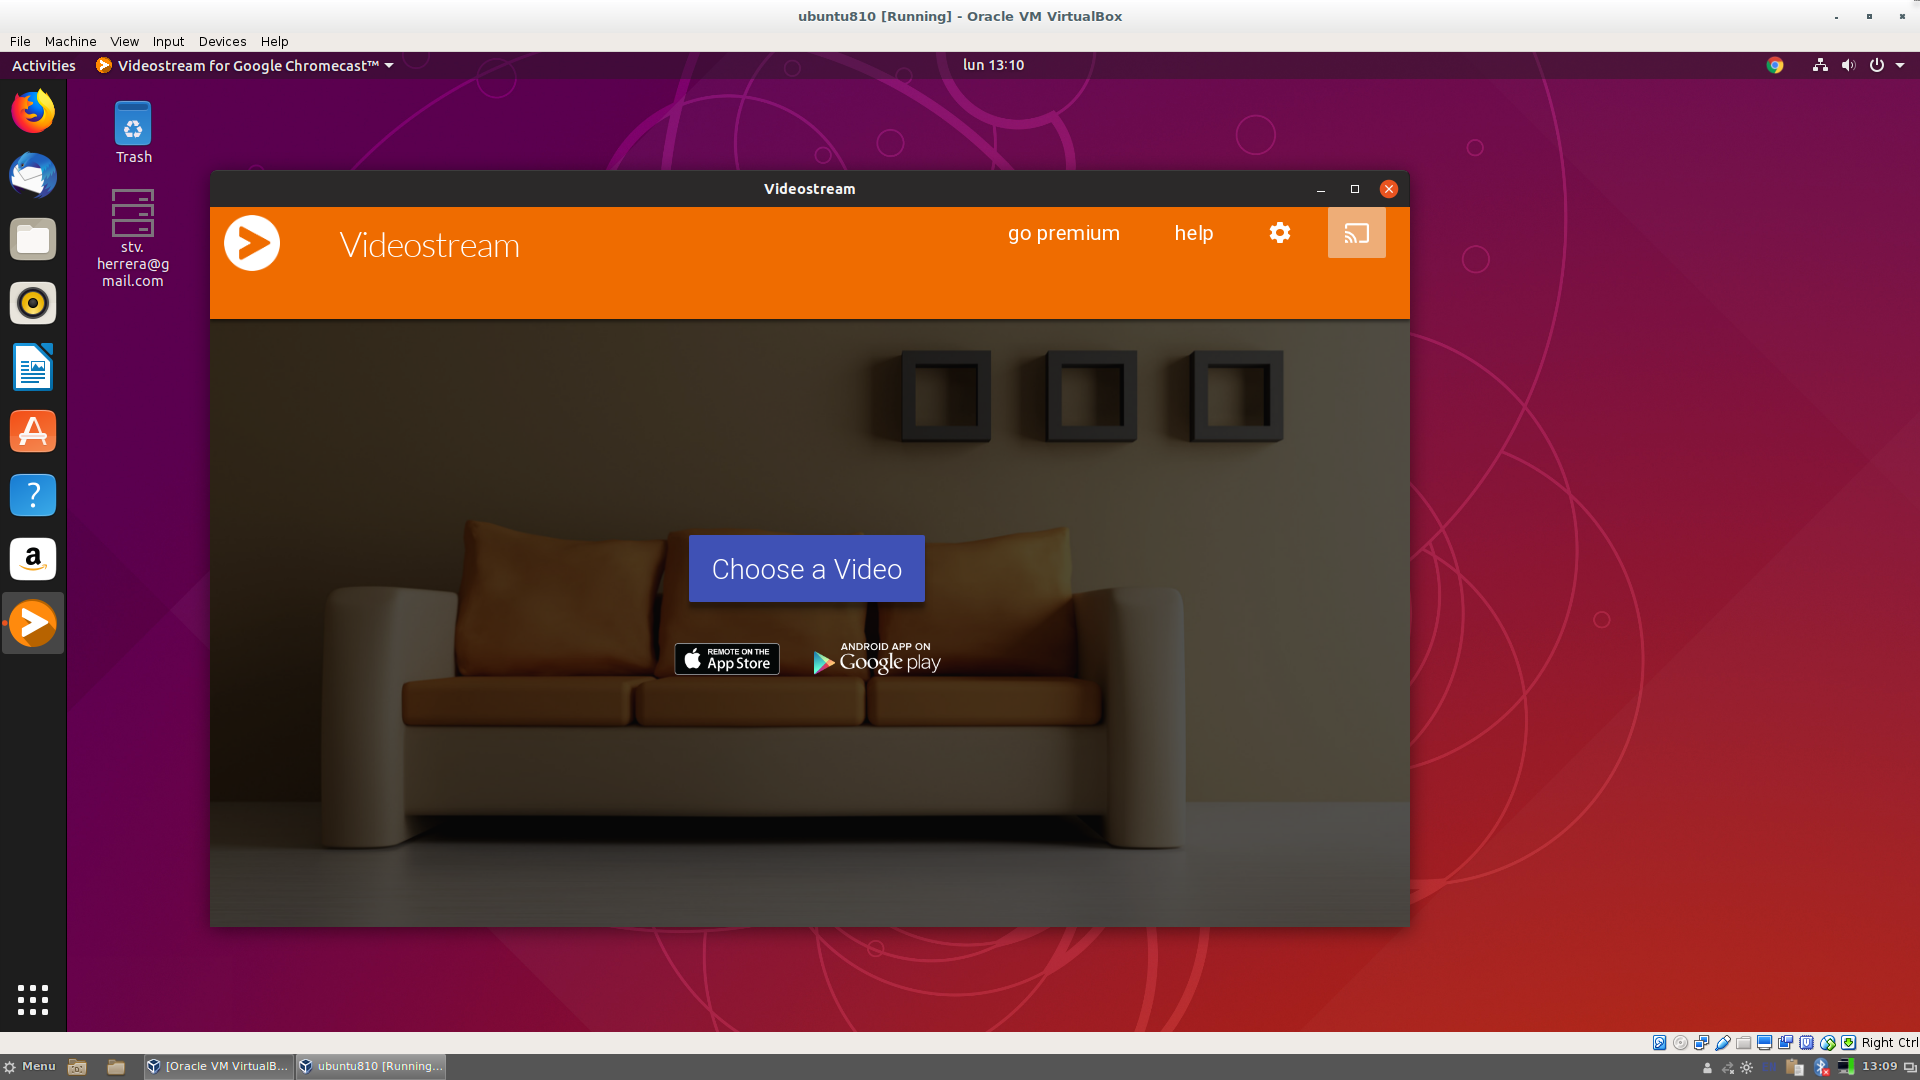 ubuntu810 [Running] - Oracle VM VirtualBox
File Machine View Input Devices Help
Activities Videostream for Google Chromecast™ lun 13:10
Trash
stv.
herrera@g
mail.com
Videostream
Videostream go premium help
Choose a Video
REMOTE ON THE
App Store
ANDROID APP ON
Google play
Right Ctrl
Menu [Oracle VM VirtualB... ubuntu810 [Running... 13:09